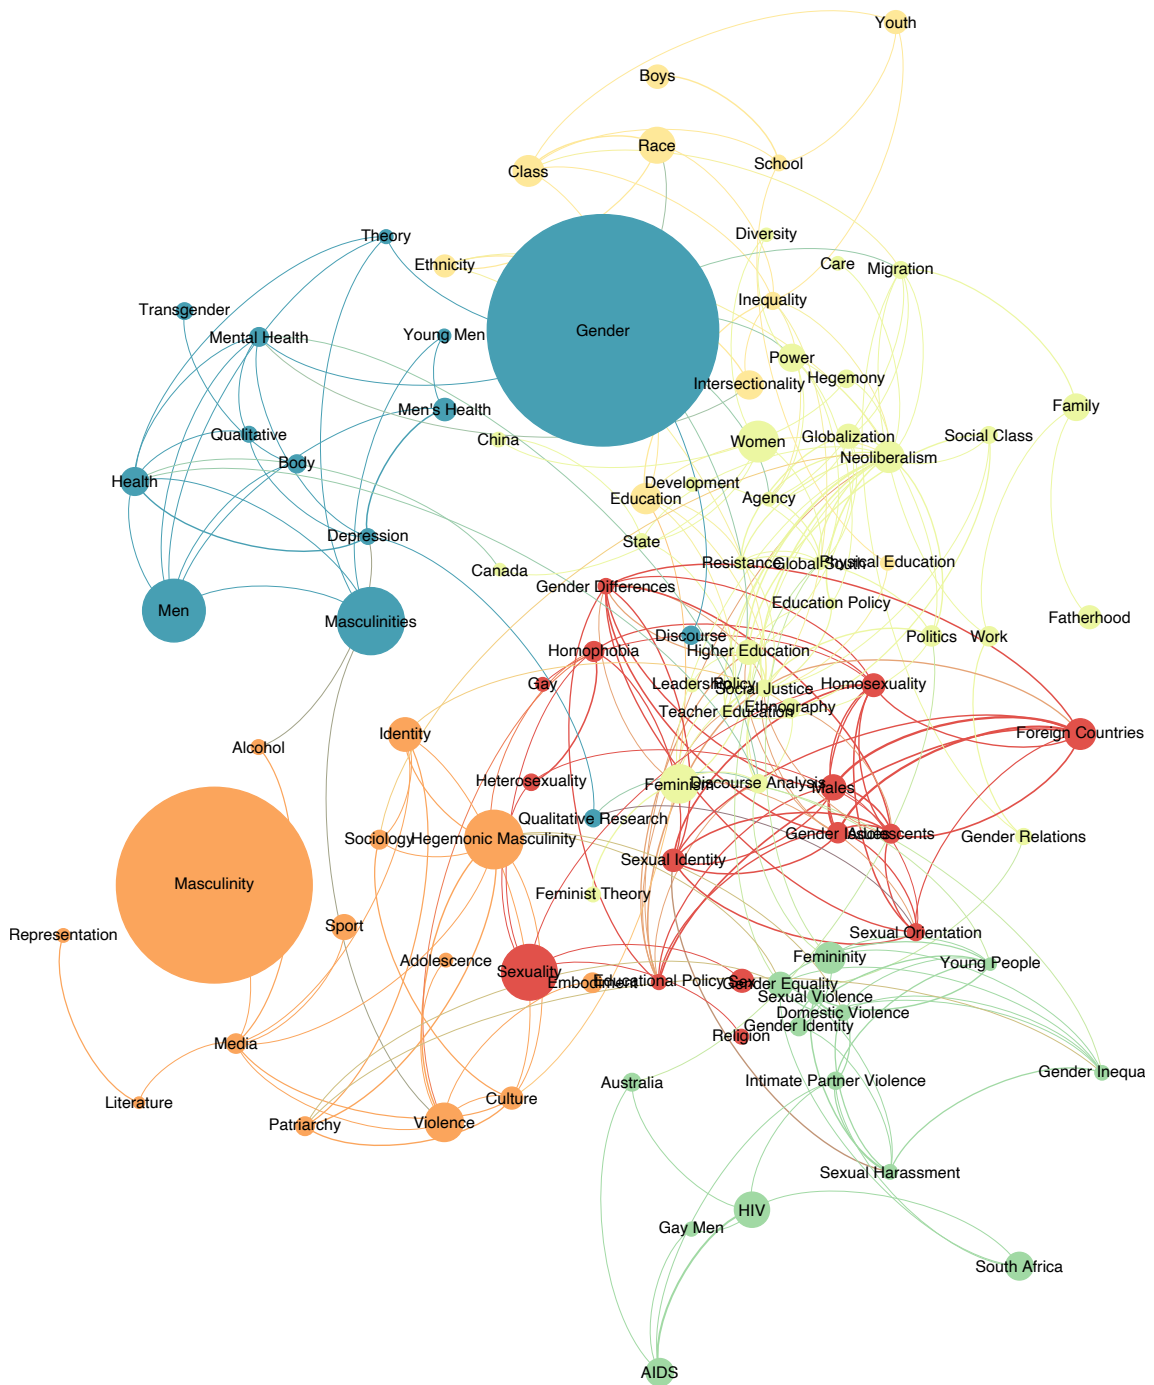 Youth
Boys
Race
School
Class
Diversity
Theory
Ethnicity
Care
Migration
Inequality
Transgender
Gender
Mental Health
Young Men
Power
Intersectionality
Hegemony
Men's Health
Family
Qualitative
China
Women
Globalization
Social Class
Neoliberalism
Body
Health
Development
Education
Agency
Depression
State
Resistance
Global South
Physical Education
Canada
Gender Differences
Men
Masculinities
Education Policy
Fatherhood
Discourse
Politics
Work
Homophobia
Higher Education
Gay
Leadership
Policy
Social Justice
Homosexuality
Teacher Education
Ethnography
Identity
Foreign Countries
Alcohol
Heterosexuality
Feminism
Discourse Analysis
Males
Qualitative Research
Sociology
Hegemonic Masculinity
Gender Issues
Adolescents
Gender Relations
Sexual Identity
Masculinity
Feminist Theory
Representation
Sport
Sexual Orientation
Adolescence
Femininity
Young People
Sexuality
Embodiment
Educational Policy
Sex
Gender Equality
Sexual Violence
Domestic Violence
Gender Identity
Religion
Media
Gender Inequa
Australia
Intimate Partner Violence
Literature
Culture
Patriarchy
Violence
Sexual Harassment
HIV
Gay Men
South Africa
AIDS